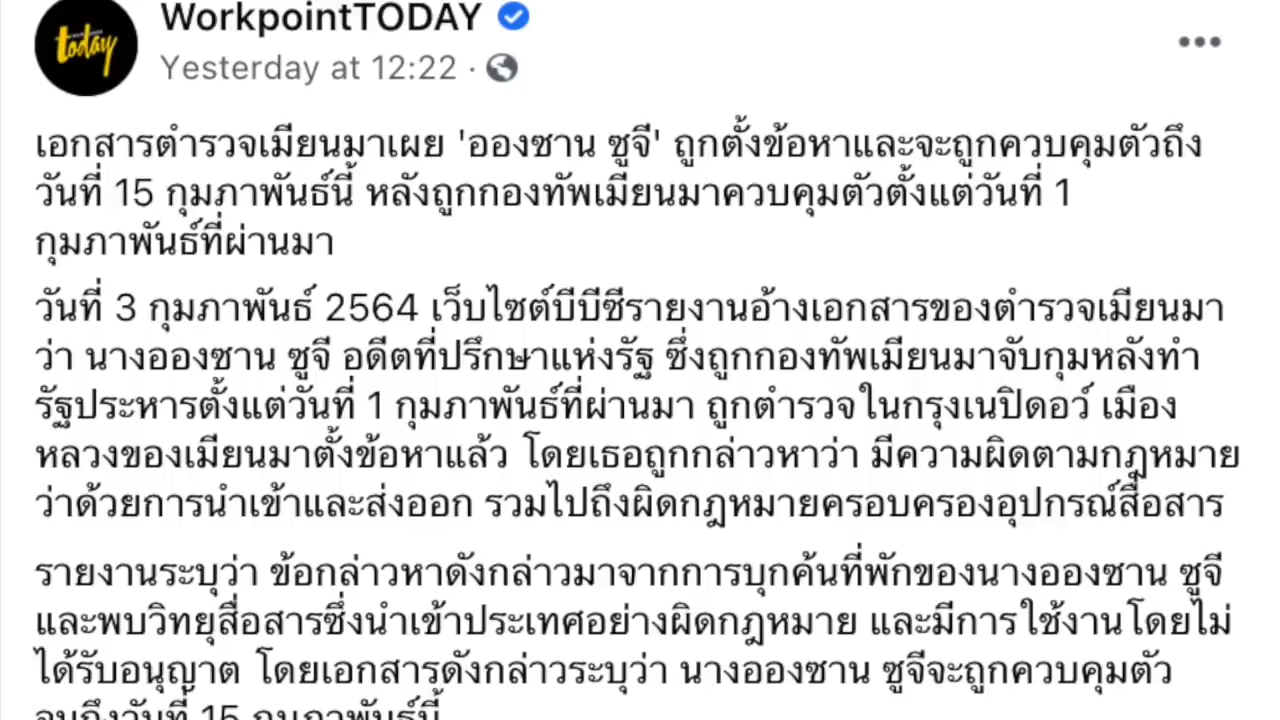 WorkpointTODAY
today
Yesterday at 12:22 ·
เอกสารตำรวจเมียนมาเผย 'อองซาน ซูจี' ถูกตั้งข้อหาและจะถูกควบคุมตัวถึง
วันที่ 15 กุมภาพันธ์นี้ หลังถูกกองทัพเมียนมาควบคุมตัวตั้งแต่วันที่ 1
กุมภาพันธ์ที่ผ่านมา
วันที่ 3 กุมภาพันธ์ 2564 เว็บไซต์บีบีซีรายงานอ้างเอกสารของตำรวจเมียนมา
ว่า นางอองซาน ซูจี อดีตที่ปรึกษาแห่งรัฐ ซึ่งถูกกองทัพเมียนมาจับกุมหลังทำ
รัฐประหารตั้งแต่วันที่ 1 กุมภาพันธ์ที่ผ่านมา ถูกตำรวจในกรุงเนปิดอว์ เมือง
หลวงของเมียนมาตั้งข้อหาแล้ว โดยเธอถูกกล่าวหาว่า มีความผิดตามกฎหมาย
ว่าด้วยการนำเข้าและส่งออก รวมไปถึงผิดกฎหมายครอบครองอุปกรณ์สื่อสาร
รายงานระบุว่า ข้อกล่าวหาดังกล่าวมาจากการบุกค้นที่พักของนางอองซาน ซูจี
และพบวิทยุสื่อสารซึ่งนำเข้าประเทศอย่างผิดกฎหมาย และมีการใช้งานโดยไม่
ได้รับอนุญาต โดยเอกสารดังกล่าวระบุว่า นางอองซาน ซูจีจะถูกควบคุมตัว
จนถึงวันที่ 15 กุมภาพันธ์นี้